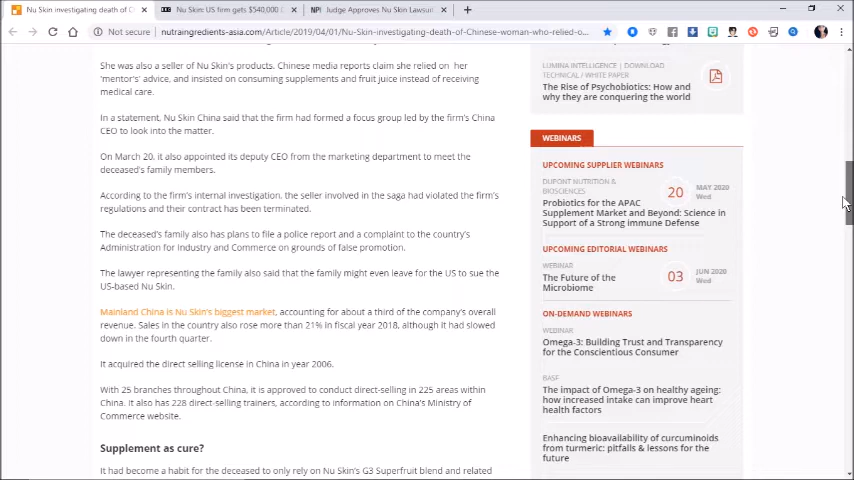 Nu Skin investigating death of C
Nu Skin: US firm gets $540,000
Judge Approves Nu Skin Lawsuit
Not secure
nutraingredients-asia.com/Article/2019/04/01/Nu-Skin-investigating-death-of-Chinese-woman-who-relied-o...
She was also a seller of Nu Skin's products. Chinese media reports claim she relied on her
'mentor's' advice, and insisted on consuming supplements and fruit juice instead of receiving
medical care.
In a statement, Nu Skin China said that the firm had formed a focus group led by the firm's China
CEO to look into the matter.
On March 20, it also appointed its deputy CEO from the marketing department to meet the
deceased's family members.
According to the firm's internal investigation, the seller involved in the saga had violated the firm's
regulations and their contract has been terminated.
The deceased's family also has plans to file a police report and a complaint to the country's
Administration for Industry and Commerce on grounds of false promotion.
The lawyer representing the family also said that the family might even leave for the US to sue the
US-based Nu Skin.
Mainland China is Nu Skin's biggest market, accounting for about a third of the company's overall
revenue. Sales in the country also rose more than 21% in fiscal year 2018, although it had slowed
down in the fourth quarter.
It acquired the direct selling license in China in year 2006.
With 25 branches throughout China, it is approved to conduct direct-selling in 225 areas within
China. It also has 228 direct-selling trainers, according to information on China's Ministry of
Commerce website.
Supplement as cure?
It had become a habit for the deceased to only rely on Nu Skin's G3 Superfruit blend and related
LUMINA INTELLIGENCE | DOWNLOAD
TECHNICAL / WHITE PAPER
The Rise of Psychobiotics: How and
why they are conquering the world
WEBINARS
UPCOMING SUPPLIER WEBINARS
DUPONT NUTRITION &
BIOSCIENCES
Probiotics for the APAC
Supplement Market and Beyond: Science in
Support of a Strong immune Defense
20
MAY 2020
Wed
UPCOMING EDITORIAL WEBINARS
WEBINAR
The Future of the
Microbiome
03
JUN 2020
Wed
ON-DEMAND WEBINARS
WEBINAR
Omega-3: Building Trust and Transparency
for the Conscientious Consumer
BASF
The impact of Omega-3 on healthy ageing:
how increased intake can improve heart
health factors
Enhancing bioavailability of curcuminoids
from turmeric: pitfalls & lessons for the
future